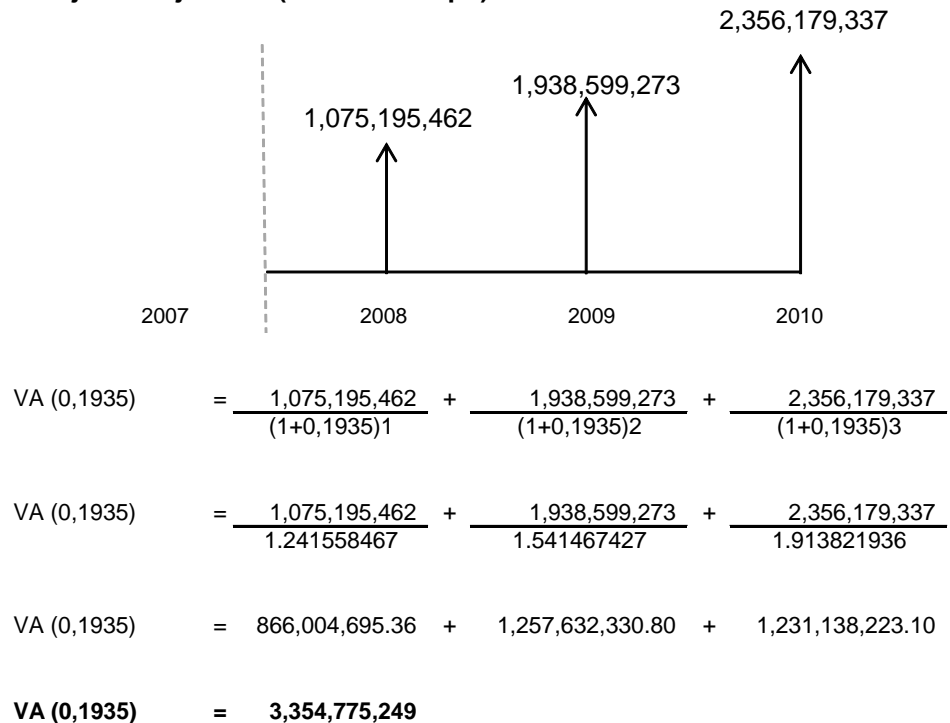 2,356,179,337
1,938,599,273
1,075,195,462
2007 2008 2009 2010
VA (0,1935) = 1,075,195,462 + 1,938,599,273 + 2,356,179,337
(1+0,1935)1 (1+0,1935)2 (1+0,1935)3
VA (0,1935) = 1,075,195,462 + 1,938,599,273 + 2,356,179,337
1.241558467 1.541467427 1.913821936
VA (0,1935) = 866,004,695.36 + 1,257,632,330.80 + 1,231,138,223.10
VA (0,1935) = 3,354,775,249